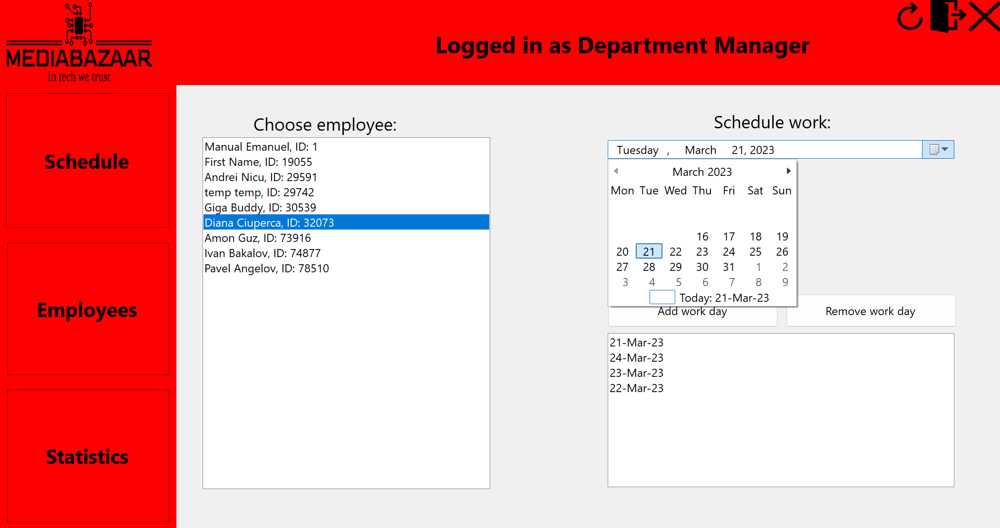 MEDIABAZAAR
In tech we trust
Logged in as Department Manager
Schedule
Employees
Statistics
Choose employee:
Manual Emanuel, ID: 1
First Name, ID: 19055
Andrei Nicu, ID: 29591
temp temp, ID: 29742
Giga Buddy, ID: 30539
Diana Ciuperca, ID: 32073
Amon Guz, ID: 73916
Ivan Bakalov, ID: 74877
Pavel Angelov, ID: 78510
Schedule work:
Tuesday , March 21, 2023
March 2023
Mon Tue Wed Thu Fri Sat Sun
16 17 18 19
20 21 22 23 24 25 26
27 28 29 30 31 1 2
3 4 5 6 7 8 9
Today: 21-Mar-23
Add work day
Remove work day
21-Mar-23
24-Mar-23
23-Mar-23
22-Mar-23